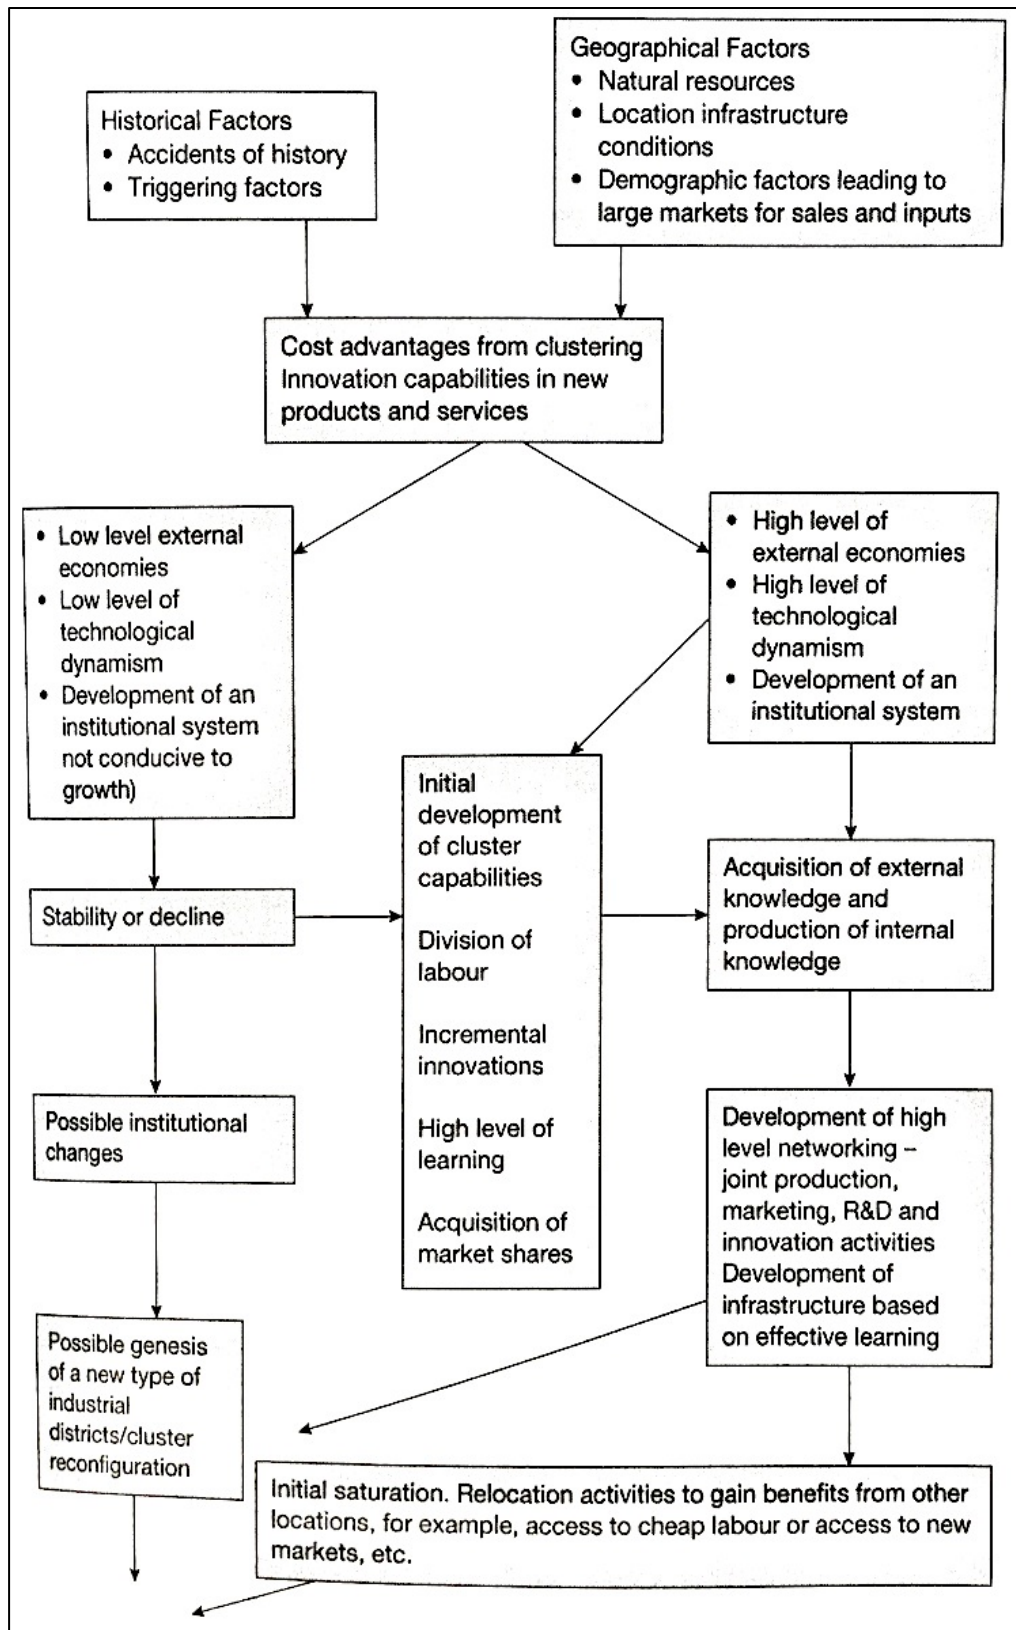 Historical Factors
• Accidents of history
• Triggering factors
Geographical Factors
• Natural resources
• Location infrastructure
conditions
• Demographic factors leading to
large markets for sales and inputs
Cost advantages from clustering
Innovation capabilities in new
products and services
• Low level external
economies
• Low level of
technological
dynamism
• Development of an
institutional system
not conducive to
growth)
• High level of
external economies
• High level of
technological
dynamism
• Development of an
institutional system
Stability or decline
Initial
development
of cluster
capabilities
Division of
labour
Incremental
innovations
High level of
learning
Acquisition of
market shares
Acquisition of external
knowledge and
production of internal
knowledge
Possible institutional
changes
Development of high
level networking –
joint production,
marketing, R&D and
innovation activities
Development of
infrastructure based
on effective learning
Possible genesis
of a new type of
industrial
districts/cluster
reconfiguration
Initial saturation. Relocation activities to gain benefits from other
locations, for example, access to cheap labour or access to new
markets, etc.